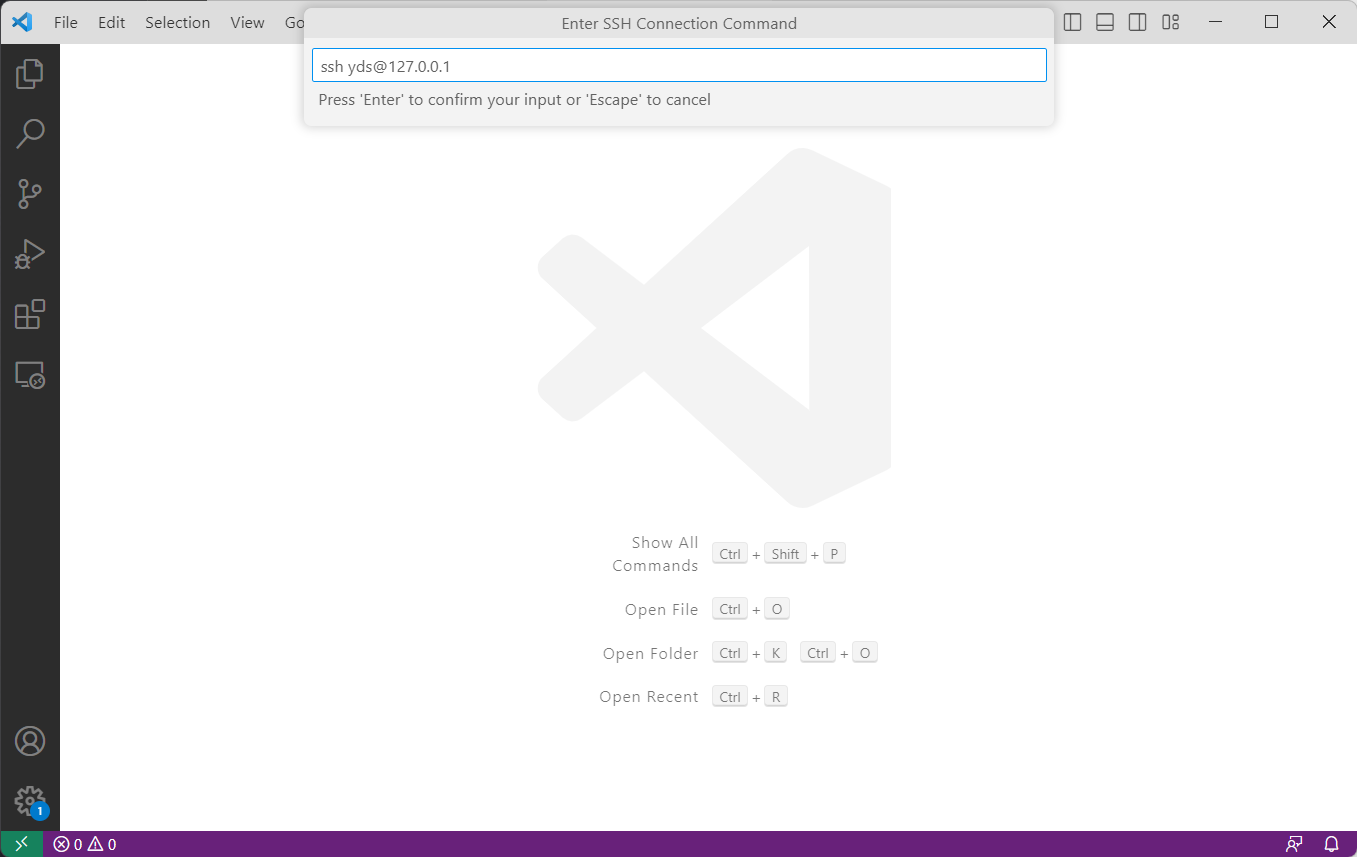 File Edit Selection View Go
Enter SSH Connection Command
ssh yds@127.0.0.1
Press 'Enter' to confirm your input or 'Escape' to cancel
Show All
Commands
Ctrl + Shift + P
Open File Ctrl + O
Open Folder Ctrl + K Ctrl + O
Open Recent Ctrl + R
1
0 0